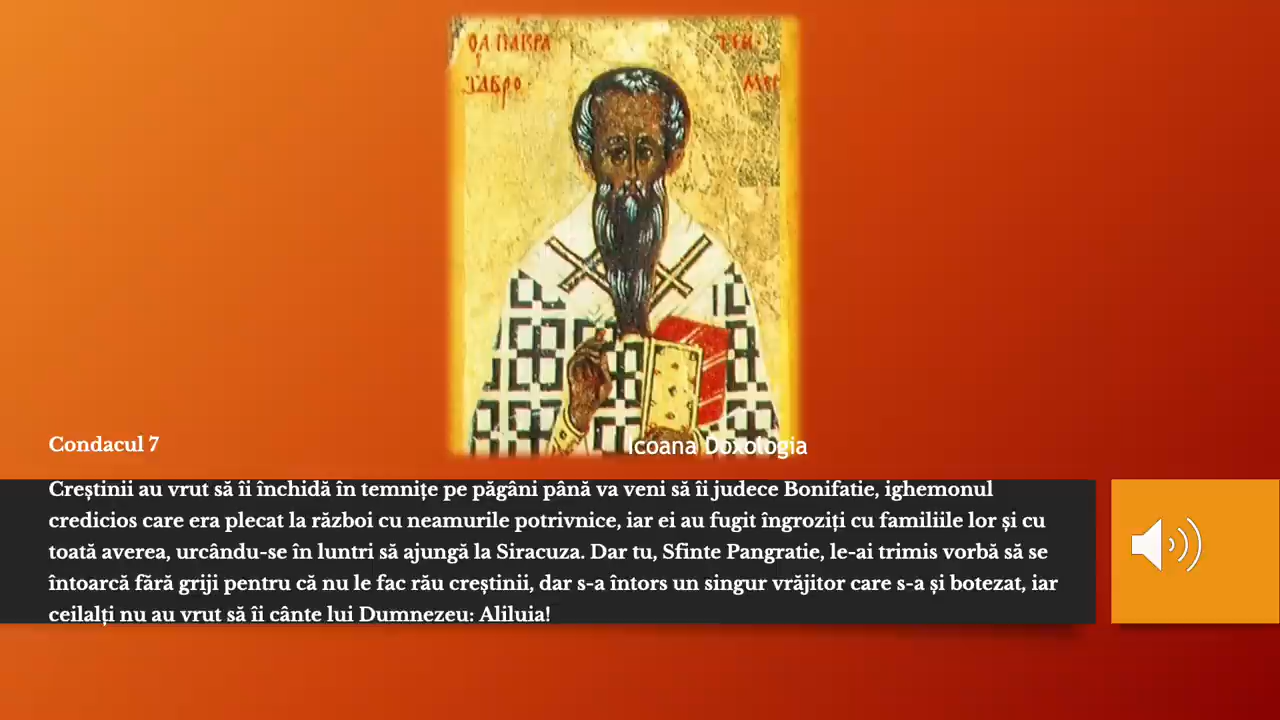 Ο Α ΠΑΚΡΑ
ΤΑΒΡΟ
Condacul 7
Icoana Doxologia
Creștinii au vrut să îi închidă în temnițe pe păgâni până va veni să îi judece Bonifatie, ighemonul
credicios care era plecat la război cu neamurile potrivnice, iar ei au fugit îngroziți cu familiile lor și cu
toată averea, urcându-se în luntri să ajungă la Siracuza. Dar tu, Sfinte Pangratie, le-ai trimis vorbă să se
întoarcă fără griji pentru că nu le fac rău creștinii, dar s-a întors un singur vrăjitor care s-a și botezat, iar
ceilalți nu au vrut să îi cânte lui Dumnezeu: Aliluia!